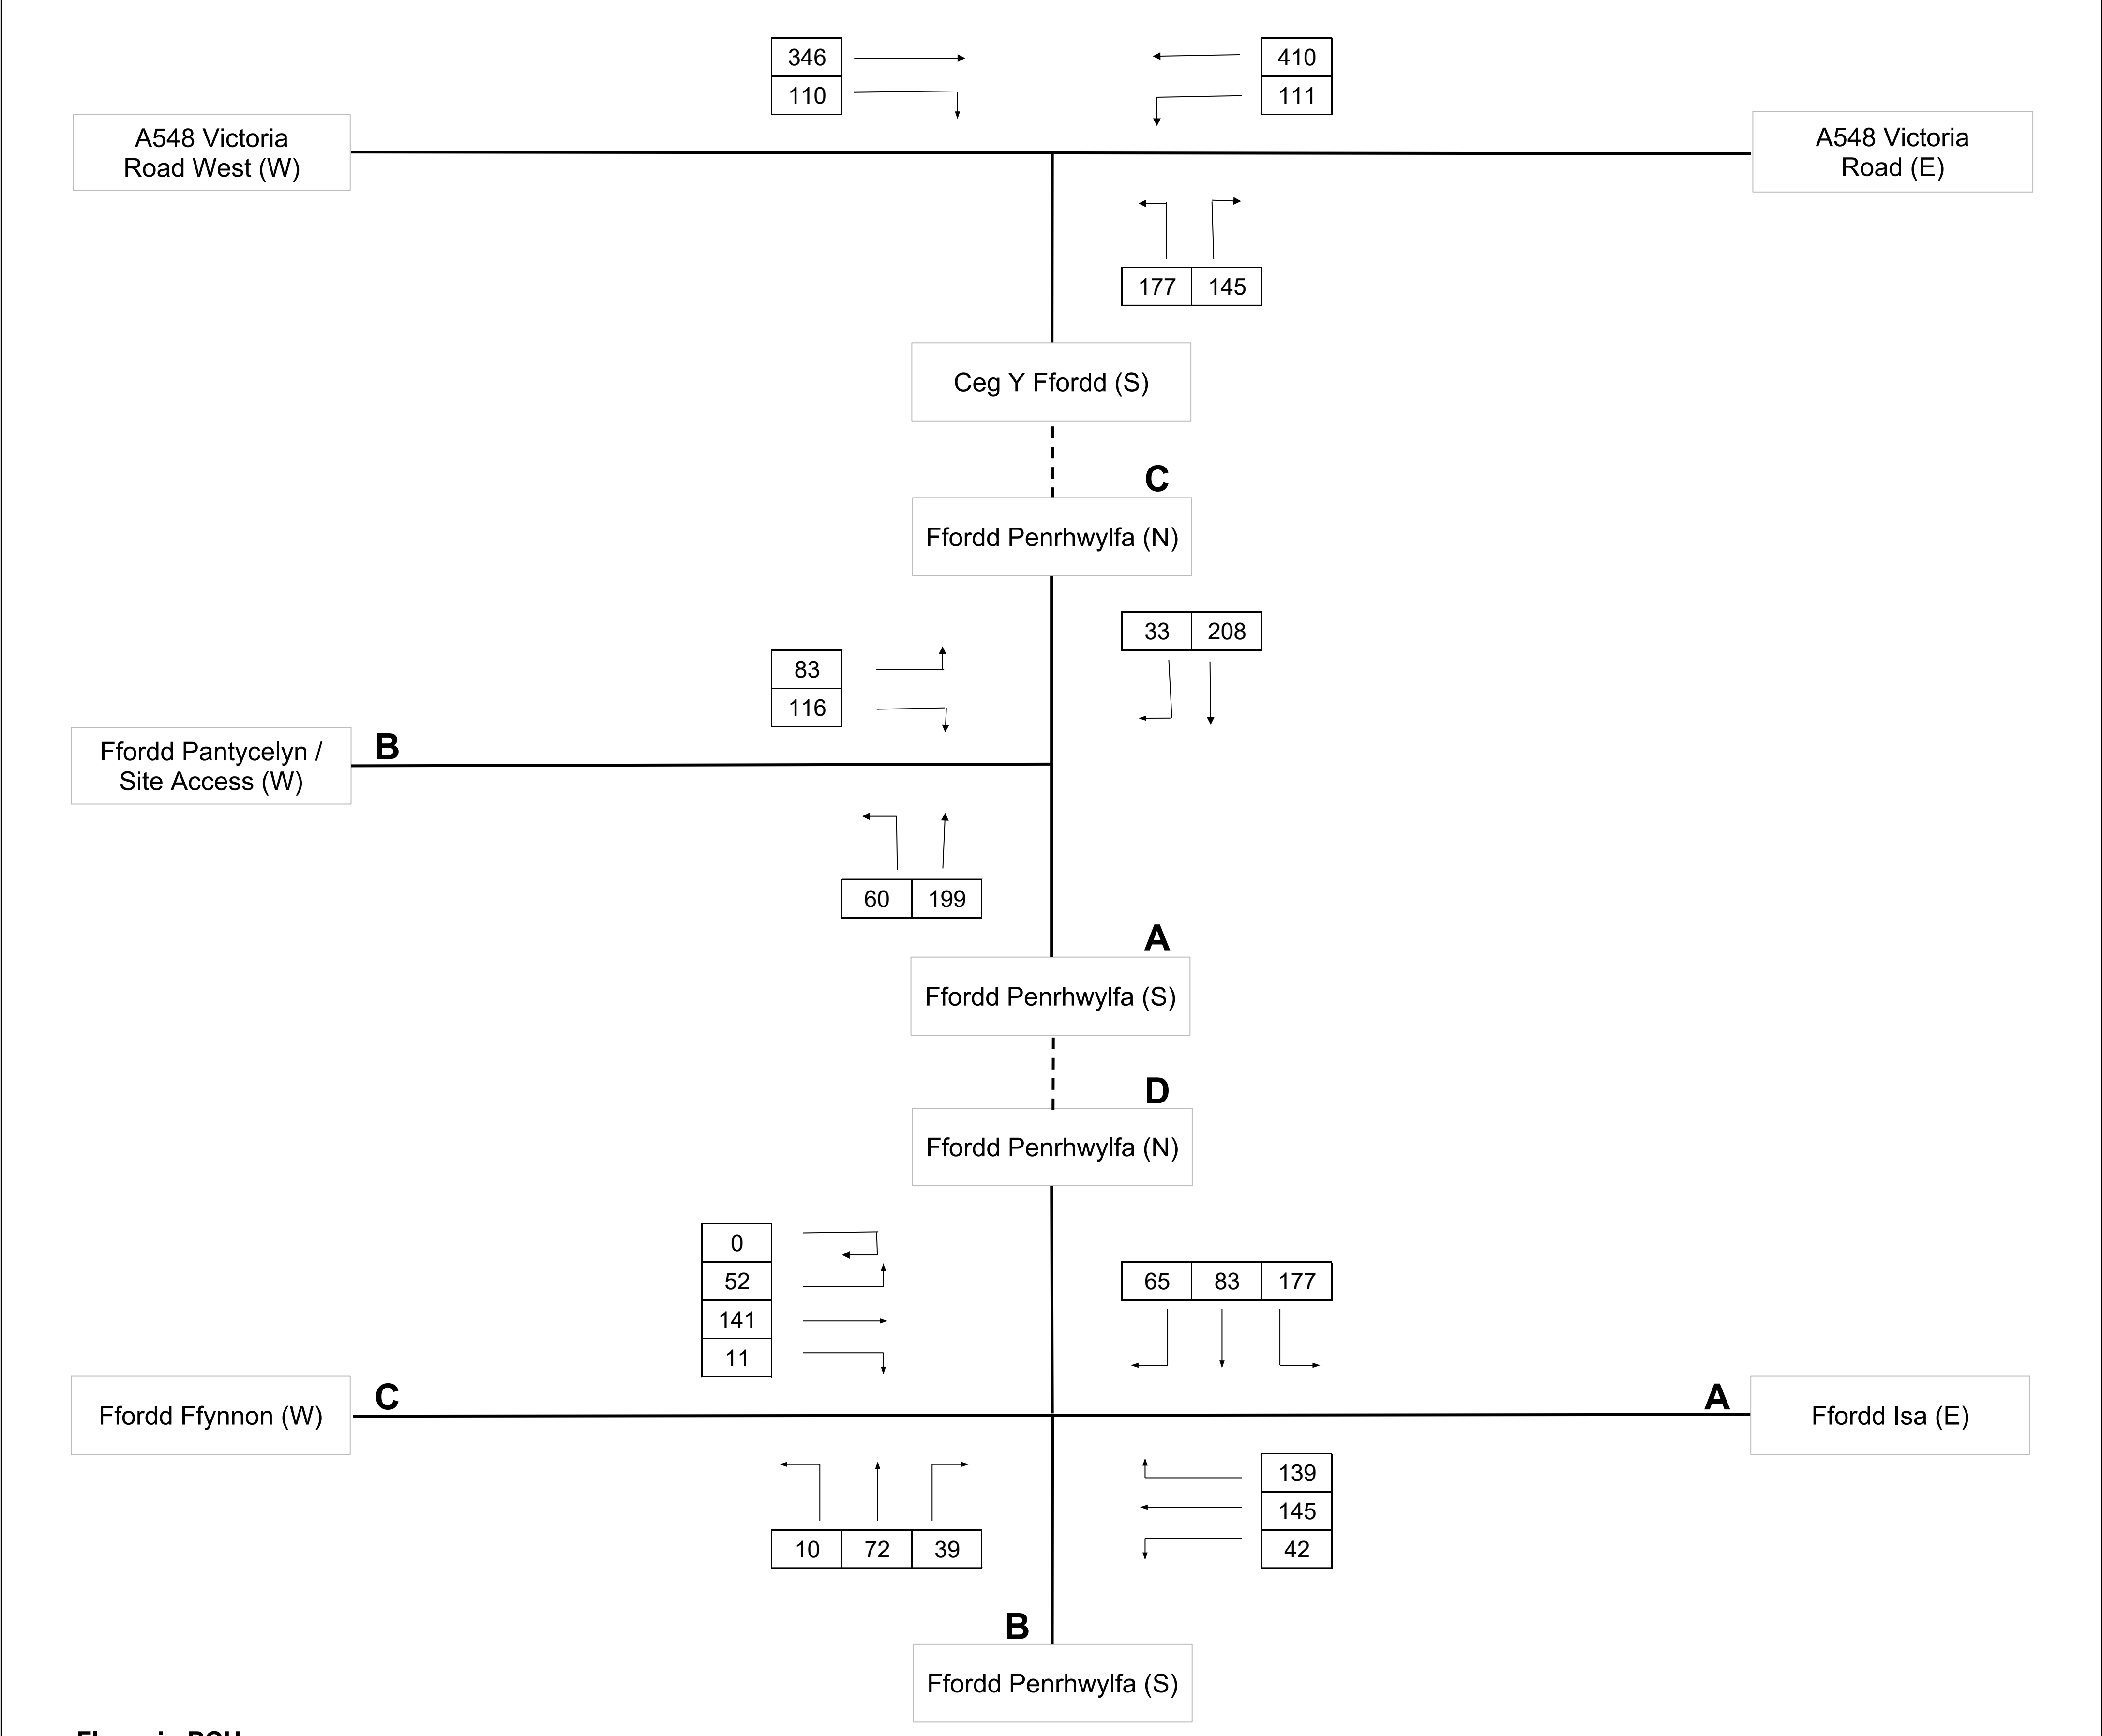 346
110
410
111
A548 Victoria
Road West (W)
A548 Victoria
Road (E)
177 145
Ceg Y Ffordd (S)
C
Ffordd Penrhwylfa (N)
33 208
83
116
B
Ffordd Pantycelyn /
Site Access (W)
60 199
A
Ffordd Penrhwylfa (S)
D
Ffordd Penrhwylfa (N)
0
52
141
11
65 83 177
C
Ffordd Ffynnon (W)
A
Ffordd Isa (E)
139
145
42
10 72 39
B
Ffordd Penrhwylfa (S)